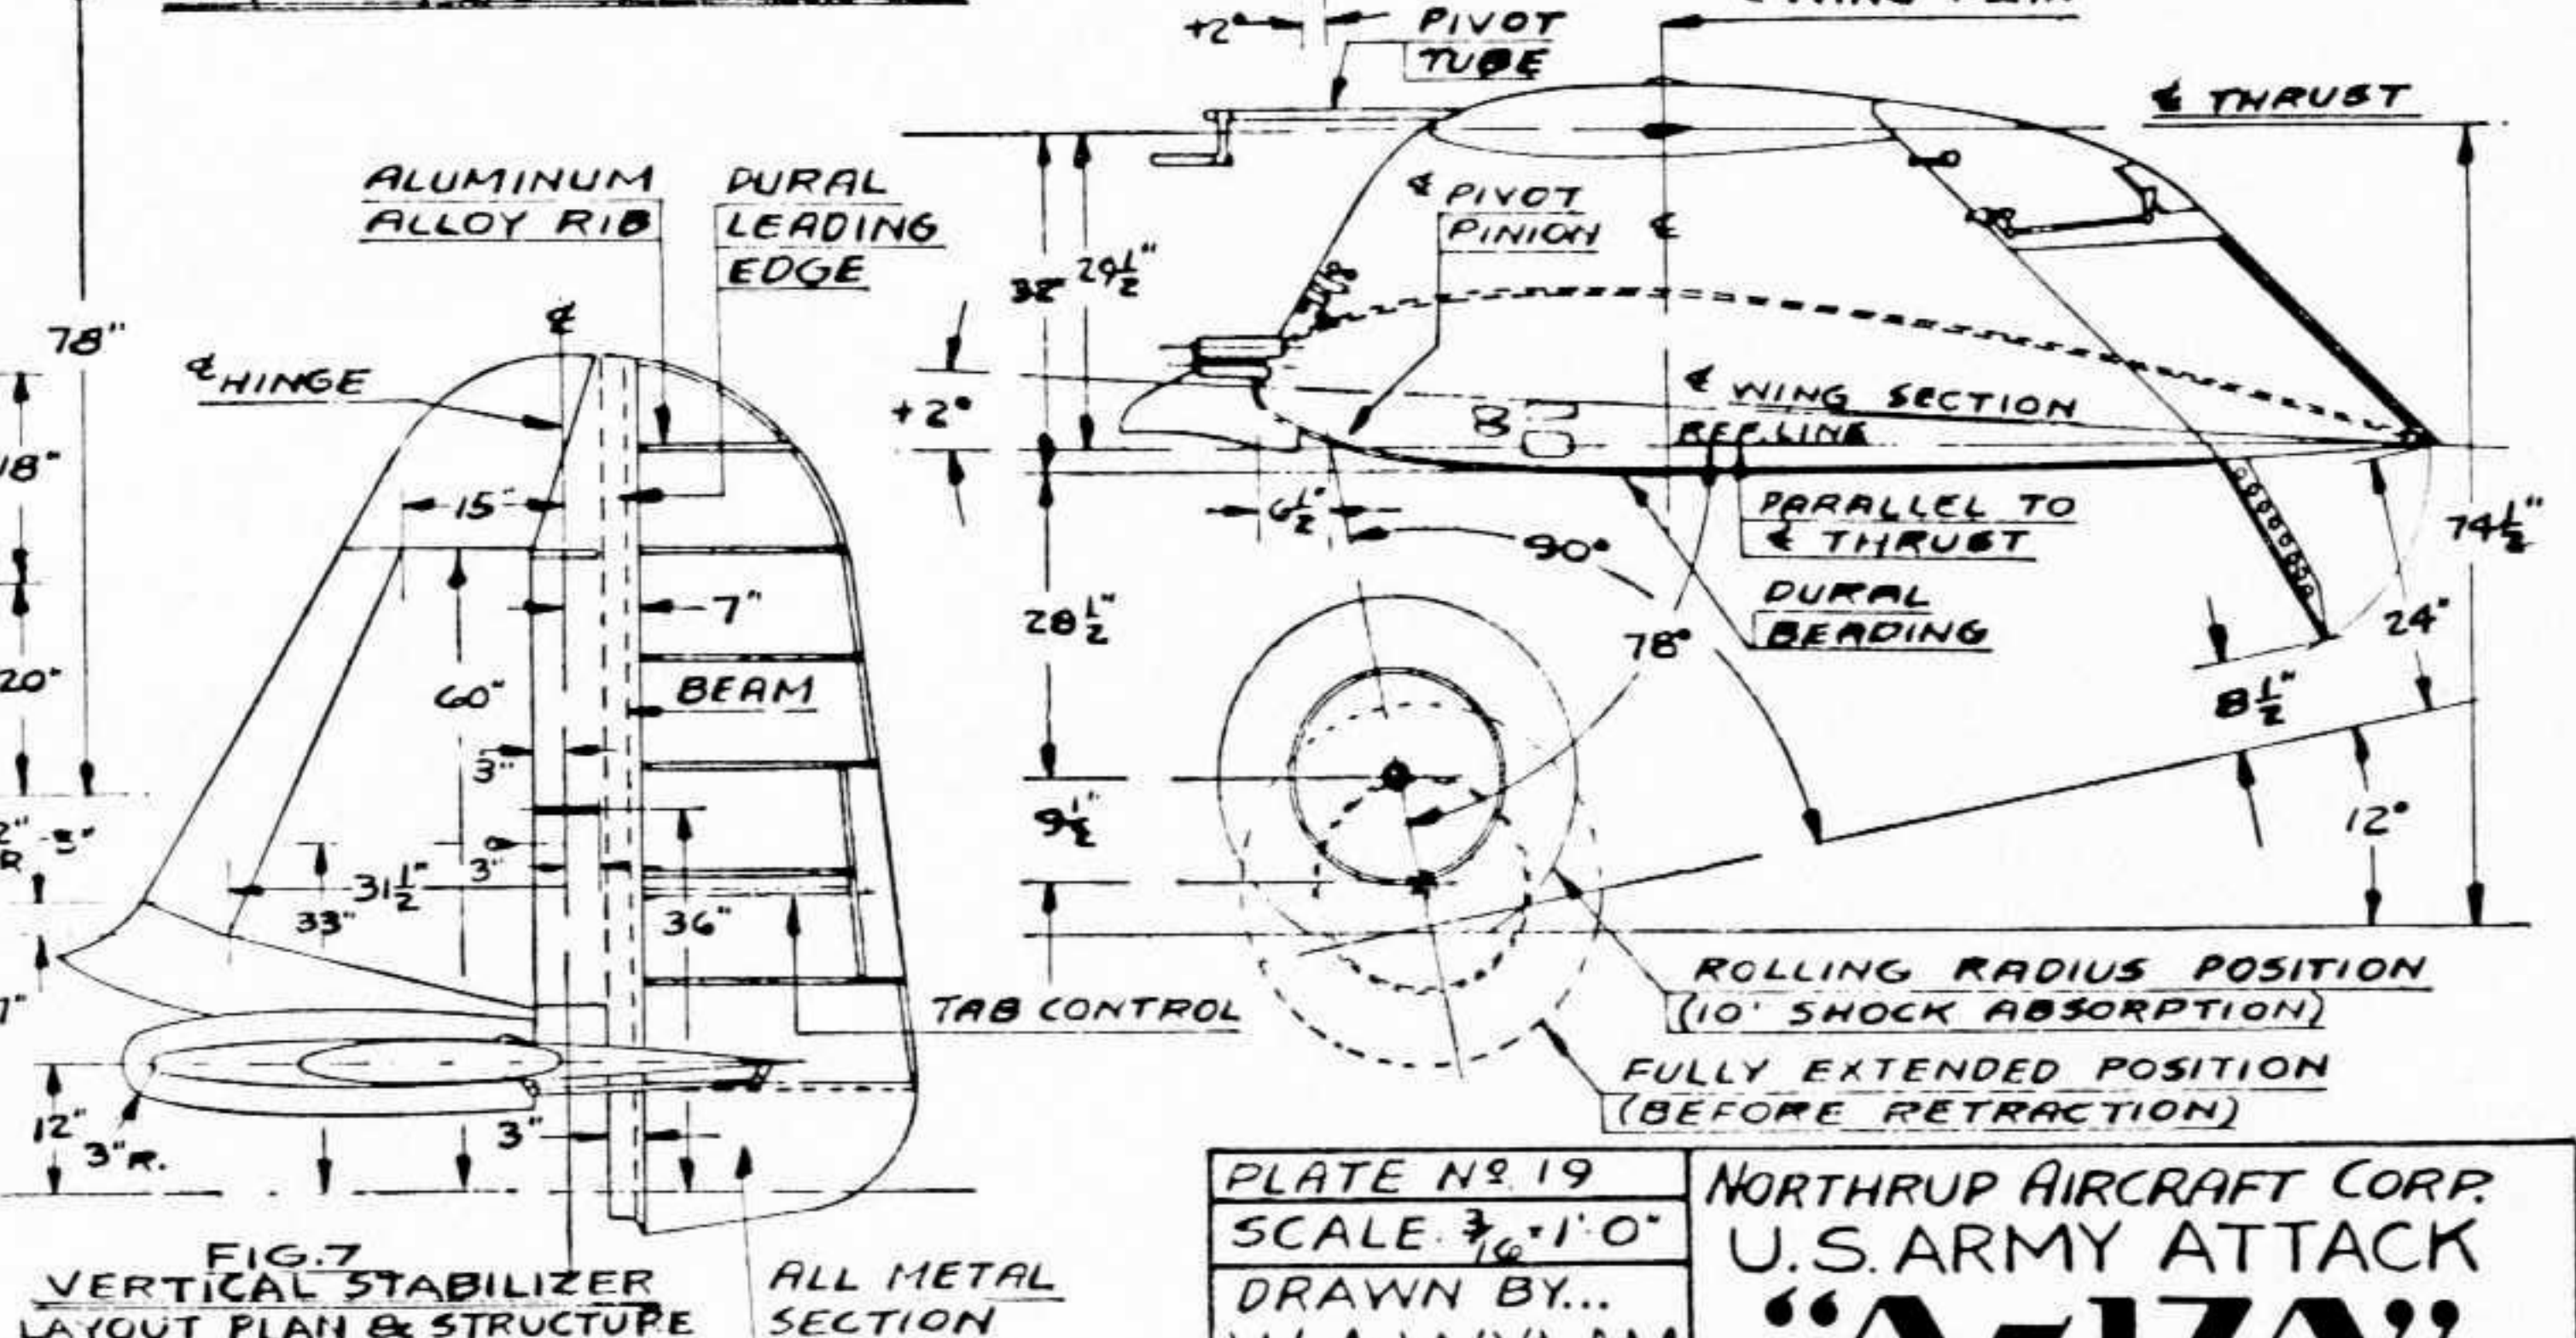 +2°
PIVOT
TUBE
℄ THRUST
ALUMINUM
ALLOY RIB
DURAL
LEADING
EDGE
℄ PIVOT
PINION
℄
32"
29½"
78"
℄
℄ HINGE
+2°
℄ WING SECTION
REF. LINE
18"
15"
6½"
PARALLEL TO
℄ THRUST
74½"
90°
DURAL
BEADING
7"
28½"
78°
24"
20"
60"
BEAM
8½"
3"
9½"
12°
3"
3"
31½"
33"
36"
ROLLING RADIUS POSITION
(10' SHOCK ABSORPTION)
TAB CONTROL
FULLY EXTENDED POSITION
(BEFORE RETRACTION)
12"
3"R.
3"
PLATE Nº 19
SCALE. 3/16"=1'-0"
DRAWN BY...
NORTHRUP AIRCRAFT CORP.
U.S. ARMY ATTACK
"A-17A"
FIG. 7
VERTICAL STABILIZER
LAYOUT PLAN & STRUCTURE
ALL METAL
SECTION